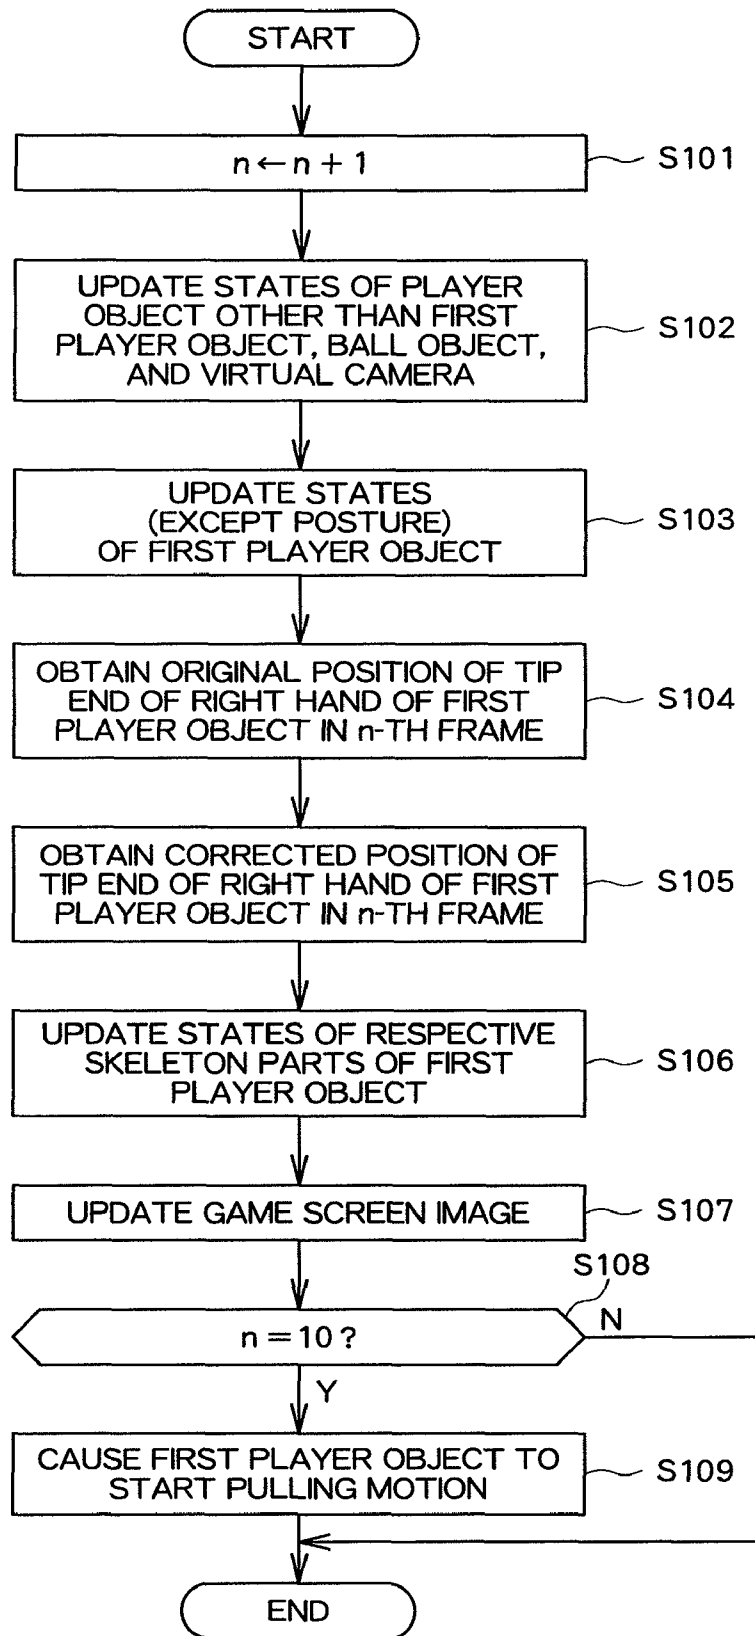 START
n ← n + 1
S101
UPDATE STATES OF PLAYER
OBJECT OTHER THAN FIRST
PLAYER OBJECT, BALL OBJECT,
AND VIRTUAL CAMERA
S102
UPDATE STATES
(EXCEPT POSTURE)
OF FIRST PLAYER OBJECT
S103
OBTAIN ORIGINAL POSITION OF TIP
END OF RIGHT HAND OF FIRST
PLAYER OBJECT IN n-TH FRAME
S104
OBTAIN CORRECTED POSITION OF
TIP END OF RIGHT HAND OF FIRST
PLAYER OBJECT IN n-TH FRAME
S105
UPDATE STATES OF RESPECTIVE
SKELETON PARTS OF FIRST
PLAYER OBJECT
S106
UPDATE GAME SCREEN IMAGE
S107
S108
n = 10 ?
N
Y
CAUSE FIRST PLAYER OBJECT TO
START PULLING MOTION
S109
END